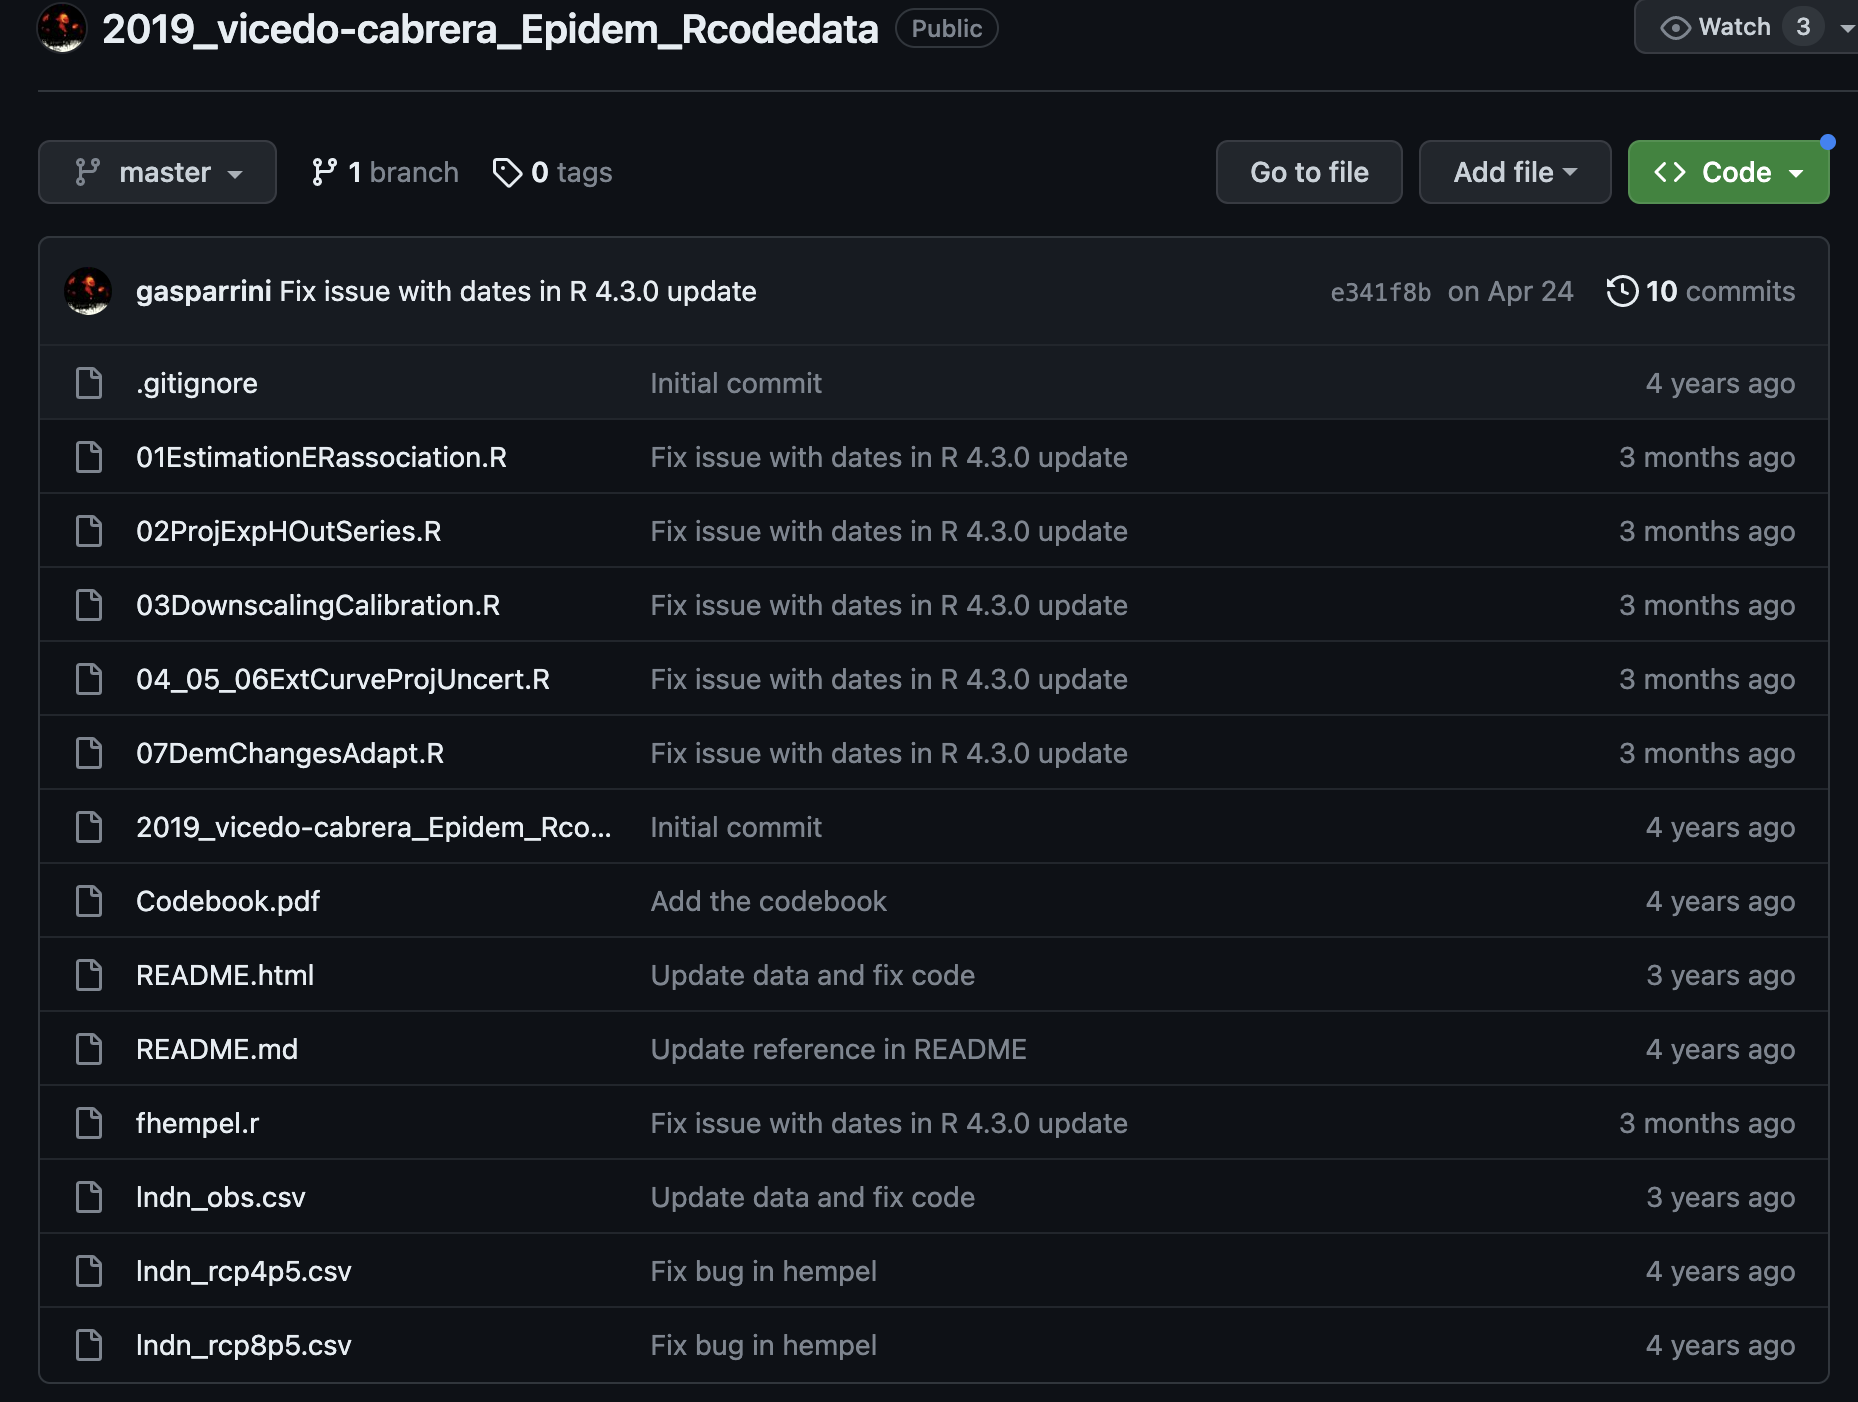 2019_vicedo-cabrera_Epidem_Rcodedata Public Watch 3
master 1 branch 0 tags Go to file Add file Code
gasparrini Fix issue with dates in R 4.3.0 update e341f8b on Apr 24 10 commits
.gitignore Initial commit 4 years ago
01EstimationERassociation.R Fix issue with dates in R 4.3.0 update 3 months ago
02ProjExpHOutSeries.R Fix issue with dates in R 4.3.0 update 3 months ago
03DownscalingCalibration.R Fix issue with dates in R 4.3.0 update 3 months ago
04_05_06ExtCurveProjUncert.R Fix issue with dates in R 4.3.0 update 3 months ago
07DemChangesAdapt.R Fix issue with dates in R 4.3.0 update 3 months ago
2019_vicedo-cabrera_Epidem_Rco... Initial commit 4 years ago
Codebook.pdf Add the codebook 4 years ago
README.html Update data and fix code 3 years ago
README.md Update reference in README 4 years ago
fhempel.r Fix issue with dates in R 4.3.0 update 3 months ago
lndn_obs.csv Update data and fix code 3 years ago
lndn_rcp4p5.csv Fix bug in hempel 4 years ago
lndn_rcp8p5.csv Fix bug in hempel 4 years ago